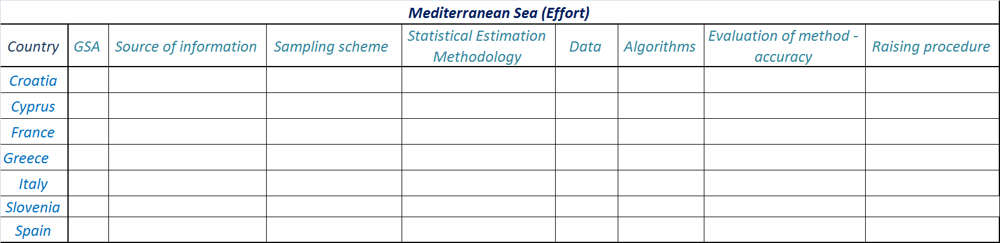 Mediterranean Sea (Effort)
Country GSA Source of information Sampling scheme Statistical Estimation Methodology Data Algorithms Evaluation of method - accuracy Raising procedure
Croatia
Cyprus
France
Greece
Italy
Slovenia
Spain